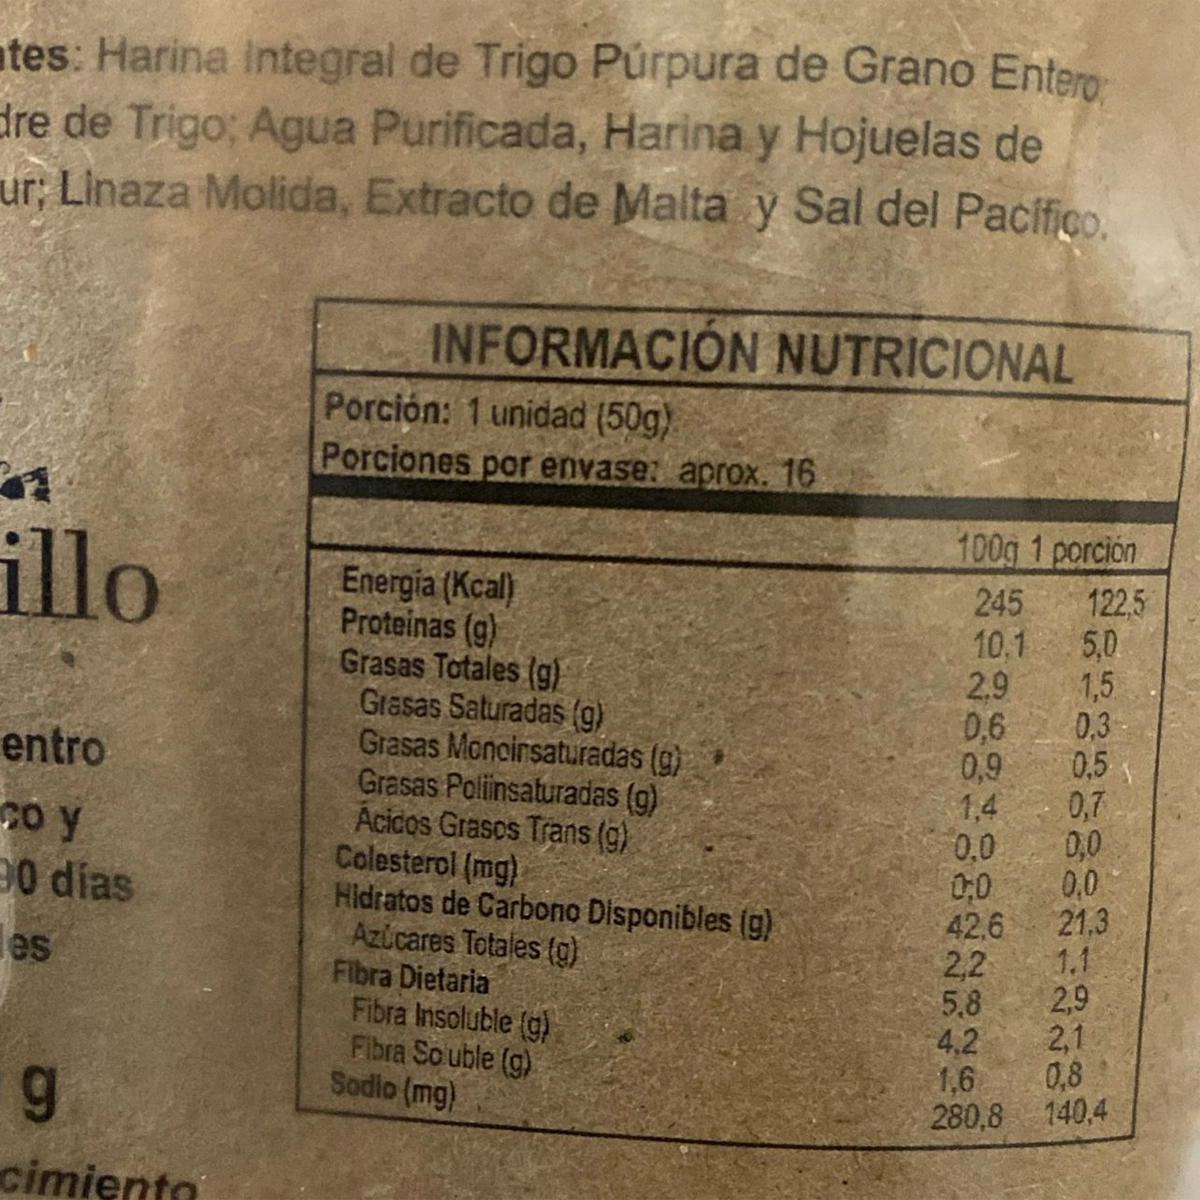 ntes: Harina Integral de Trigo Púrpura de Grano Entero;
dre de Trigo; Agua Purificada, Harina y Hojuelas de
ur; Linaza Molida, Extracto de Malta y Sal del Pacífico.
INFORMACIÓN NUTRICIONAL
Porción: 1 unidad (50g)
Porciones por envase: aprox. 16
100g 1 porción
Energía (Kcal) 245 122,5
Proteínas (g) 10,1 5,0
Grasas Totales (g) 2,9 1,5
Grasas Saturadas (g) 0,6 0,3
Grasas Monoinsaturadas (g) 0,9 0,5
Grasas Poliinsaturadas (g) 1,4 0,7
Ácidos Grasos Trans (g) 0,0 0,0
Colesterol (mg) 0,0 0,0
Hidratos de Carbono Disponibles (g) 42,6 21,3
Azúcares Totales (g) 2,2 1,1
Fibra Dietaria 5,8 2,9
Fibra Insoluble (g) 4,2 2,1
Fibra Soluble (g) 1,6 0,8
Sodio (mg) 280,8 140,4
illo
entro
co y
90 días
les
g
cimiento